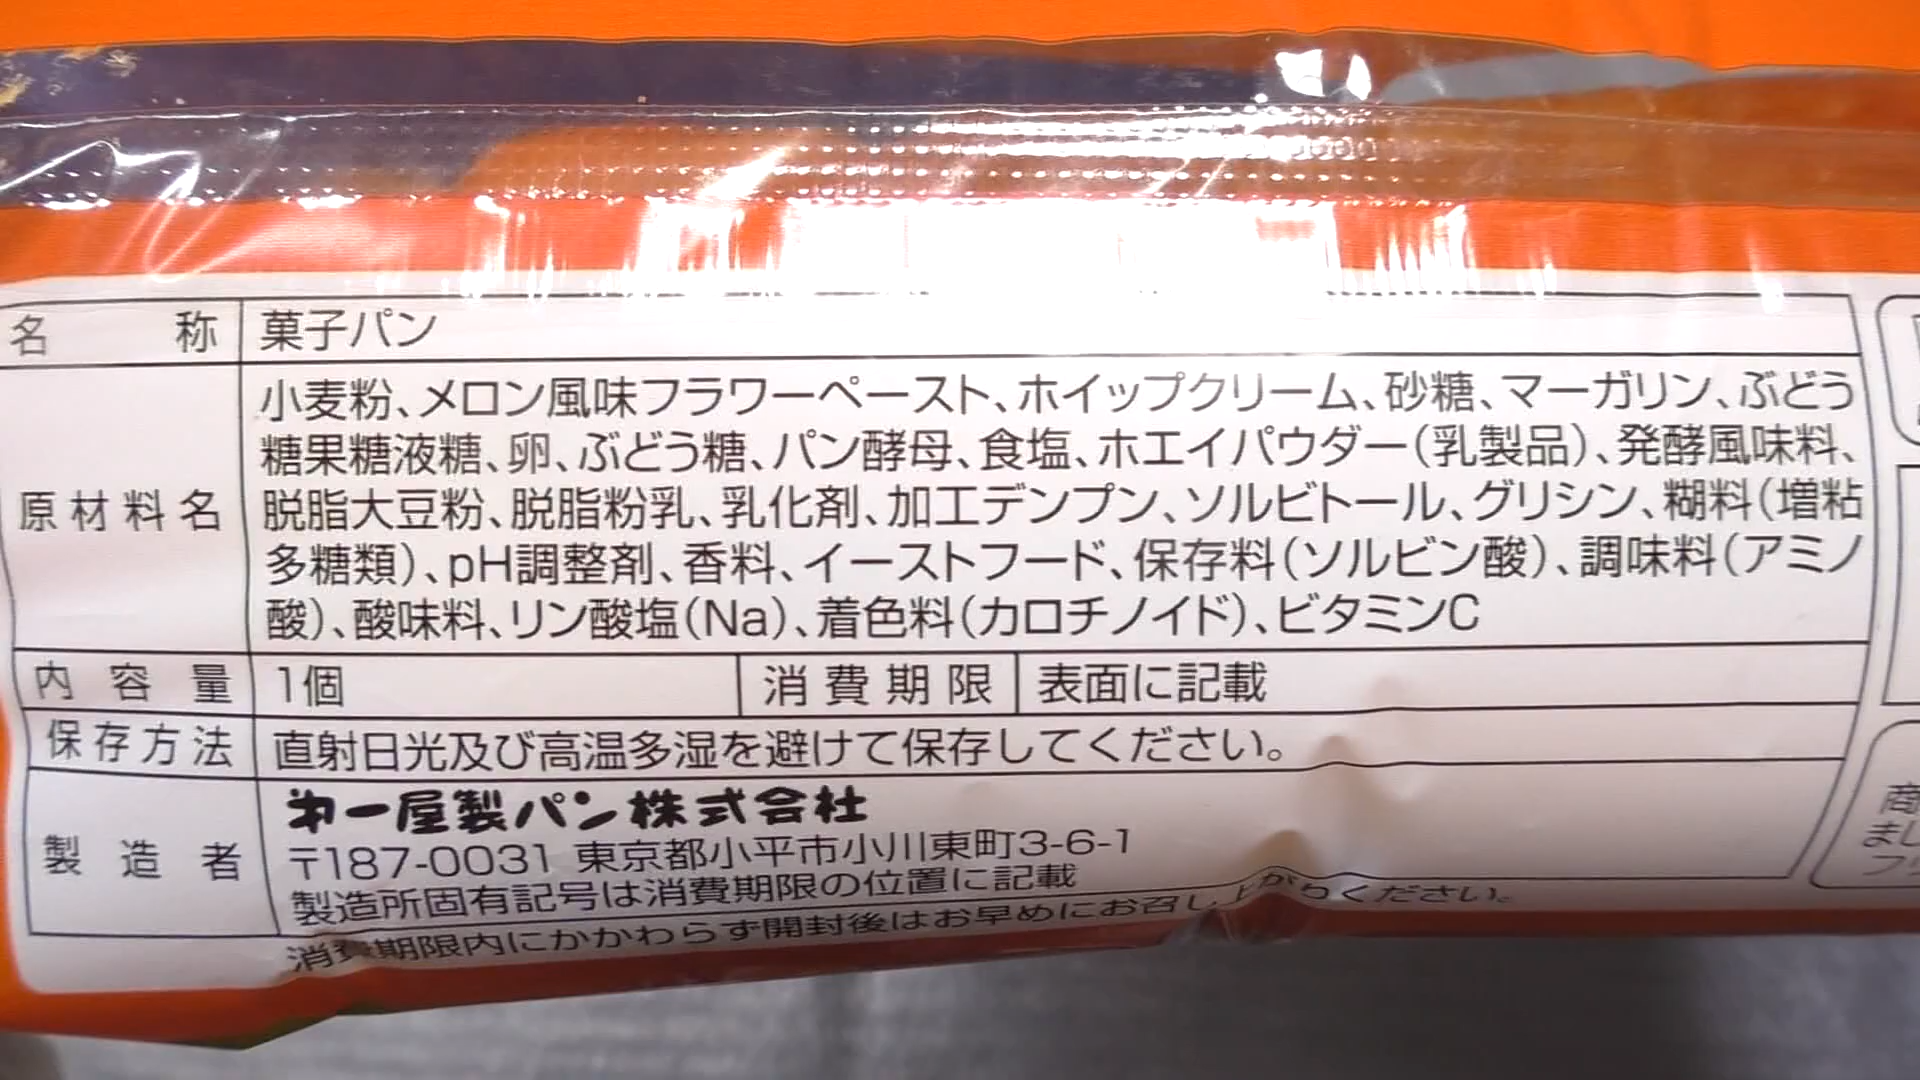 名称 菓子パン
原材料名 小麦粉、メロン風味フラワーペースト、ホイップクリーム、砂糖、マーガリン、ぶどう
糖果糖液糖、卵、ぶどう糖、パン酵母、食塩、ホエイパウダー(乳製品)、発酵風味料、
脱脂大豆粉、脱脂粉乳、乳化剤、加工デンプン、ソルビトール、グリシン、糊料(増粘
多糖類)、pH調整剤、香料、イーストフード、保存料(ソルビン酸)、調味料(アミノ
酸)、酸味料、リン酸塩(Na)、着色料(カロチノイド)、ビタミンC
内容量 1個 消費期限 表面に記載
保存方法 直射日光及び高温多湿を避けて保存してください。
製造者 第一屋製パン株式会社
〒187-0031 東京都小平市小川東町3-6-1
製造所固有記号は消費期限の位置に記載
消費期限内にかかわらず開封後はお早めにお召し上がりください。
商
まし